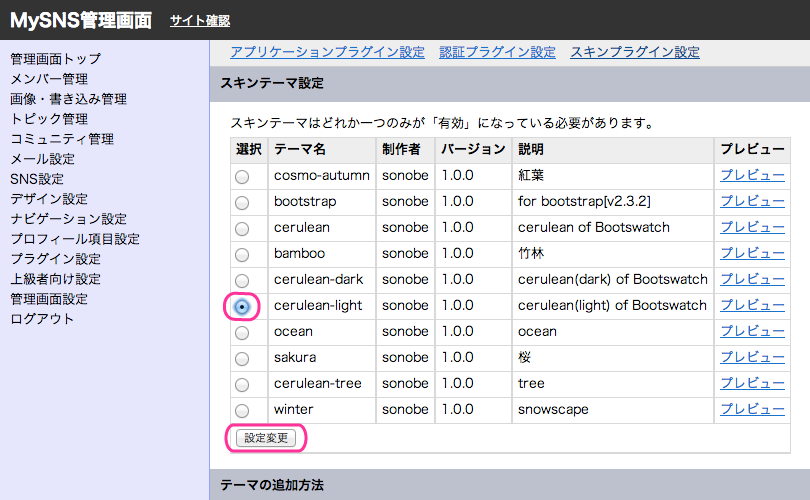 MySNS管理画面 サイト確認
管理画面トップ
メンバー管理
画像・書き込み管理
トピック管理
コミュニティ管理
メール設定
SNS設定
デザイン設定
ナビゲーション設定
プロフィール項目設定
プラグイン設定
上級者向け設定
管理画面設定
ログアウト
アプリケーションプラグイン設定 認証プラグイン設定 スキンプラグイン設定
スキンテーマ設定
スキンテーマはどれか一つのみが「有効」になっている必要があります。
選択 テーマ名 制作者 バージョン 説明 プレビュー
cosmo-autumn sonobe 1.0.0 紅葉 プレビュー
bootstrap sonobe 1.0.0 for bootstrap[v2.3.2] プレビュー
cerulean sonobe 1.0.0 cerulean of Bootswatch プレビュー
bamboo sonobe 1.0.0 竹林 プレビュー
cerulean-dark sonobe 1.0.0 cerulean(dark) of Bootswatch プレビュー
cerulean-light sonobe 1.0.0 cerulean(light) of Bootswatch プレビュー
ocean sonobe 1.0.0 ocean プレビュー
sakura sonobe 1.0.0 桜 プレビュー
cerulean-tree sonobe 1.0.0 tree プレビュー
winter sonobe 1.0.0 snowscape プレビュー
設定変更
テーマの追加方法